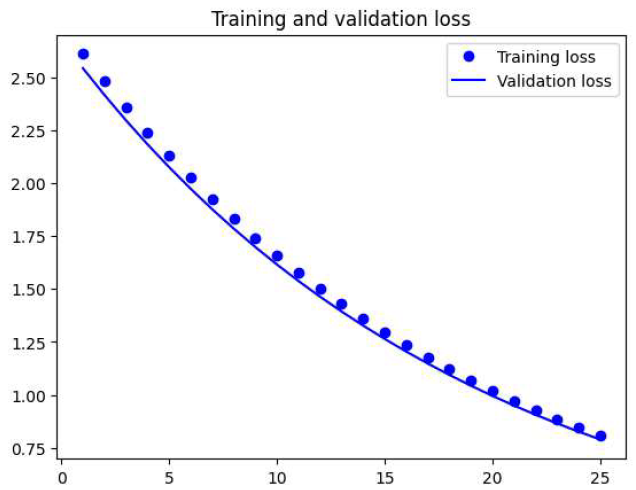 Training and validation loss
Training loss
Validation loss
2.50
2.25
2.00
1.75
1.50
1.25
1.00
0.75
0 5 10 15 20 25